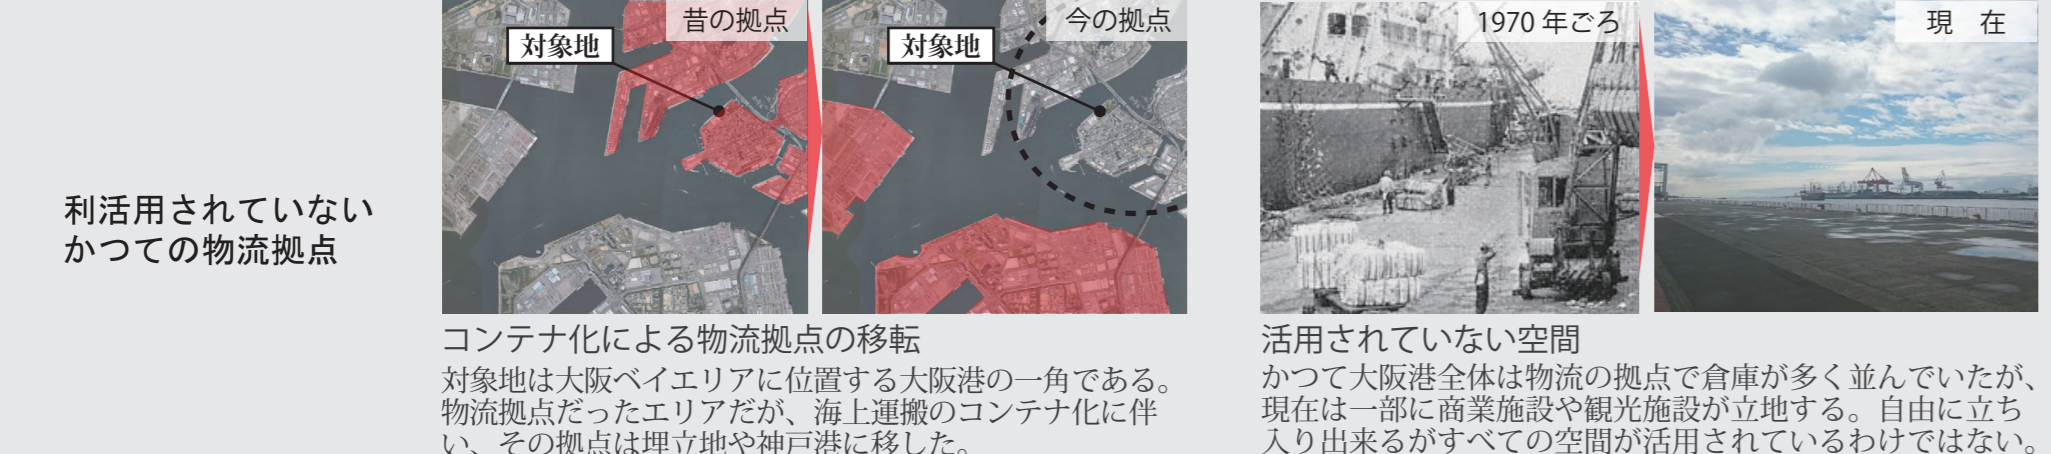 利活用されていない
かつての物流拠点
昔の拠点
対象地
今の拠点
対象地
コンテナ化による物流拠点の移転
対象地は大阪ベイエリアに位置する大阪港の一角である。
物流拠点だったエリアだが、海上運搬のコンテナ化に伴
い、その拠点は埋立地や神戸港に移した。
1970 年ごろ
現 在
活用されていない空間
かつて大阪港全体は物流の拠点で倉庫が多く並んでいたが、
現在は一部に商業施設や観光施設が立地する。自由に立ち
入り出来るがすべての空間が活用されているわけではない。